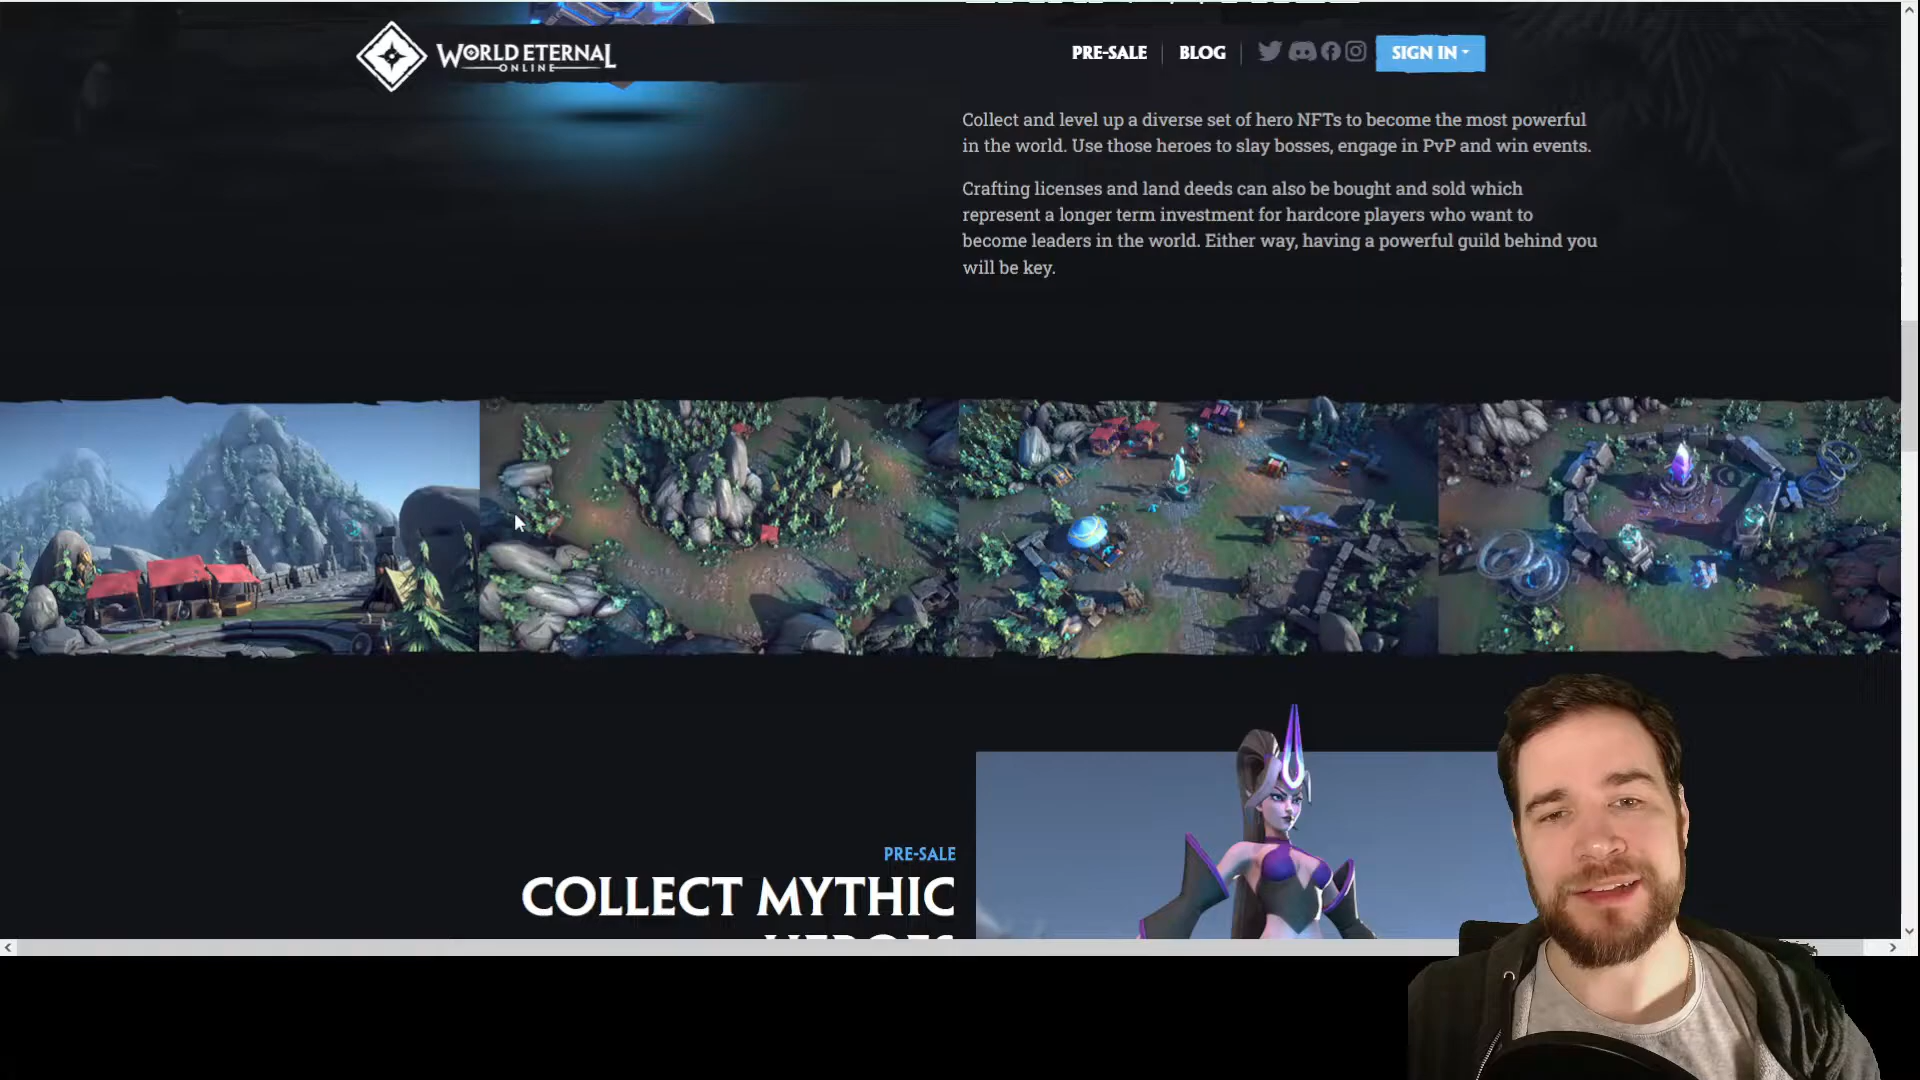 WORLD ETERNAL
ONLINE
PRE-SALE
BLOG
SIGN IN
Collect and level up a diverse set of hero NFTs to become the most powerful
in the world. Use those heroes to slay bosses, engage in PvP and win events.
Crafting licenses and land deeds can also be bought and sold which
represent a longer term investment for hardcore players who want to
become leaders in the world. Either way, having a powerful guild behind you
will be key.
PRE-SALE
COLLECT MYTHIC
HEROES